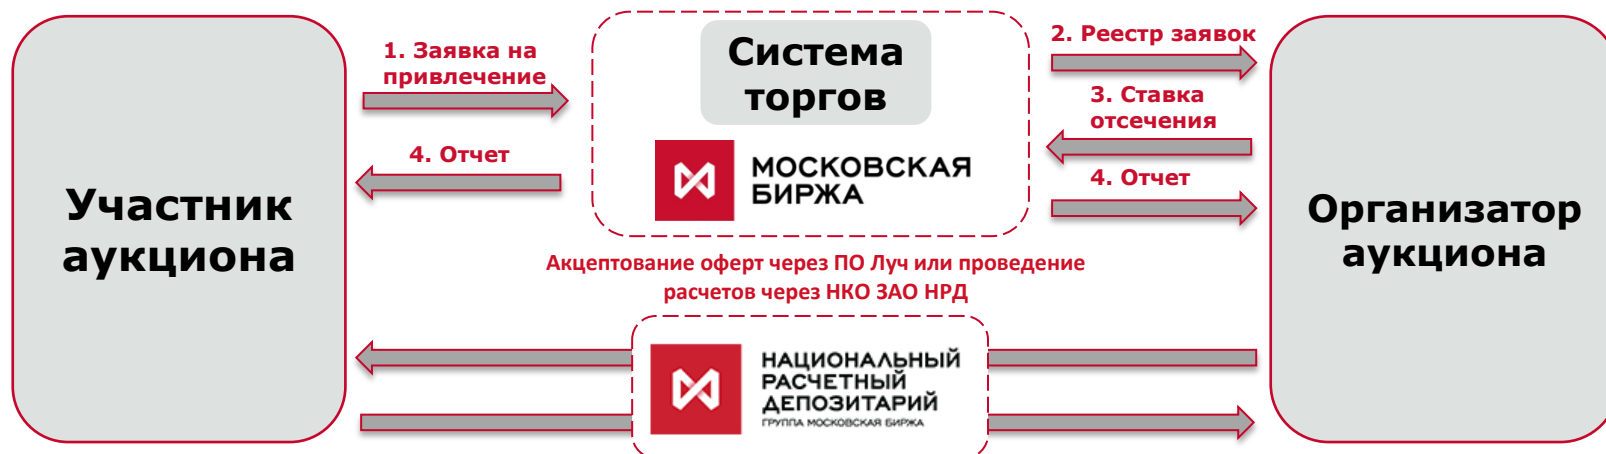 Участник
аукциона
1. Заявка на
привлечение
4. Отчет
Система
торгов
МОСКОВСКАЯ
БИРЖА
2. Реестр заявок
3. Ставка
отсечения
4. Отчет
Организатор
аукциона
Акцептование оферт через ПО Луч или проведение
расчетов через НКО ЗАО НРД
НАЦИОНАЛЬНЫЙ
РАСЧЕТНЫЙ
ДЕПОЗИТАРИЙ
ГРУППА МОСКОВСКАЯ БИРЖА